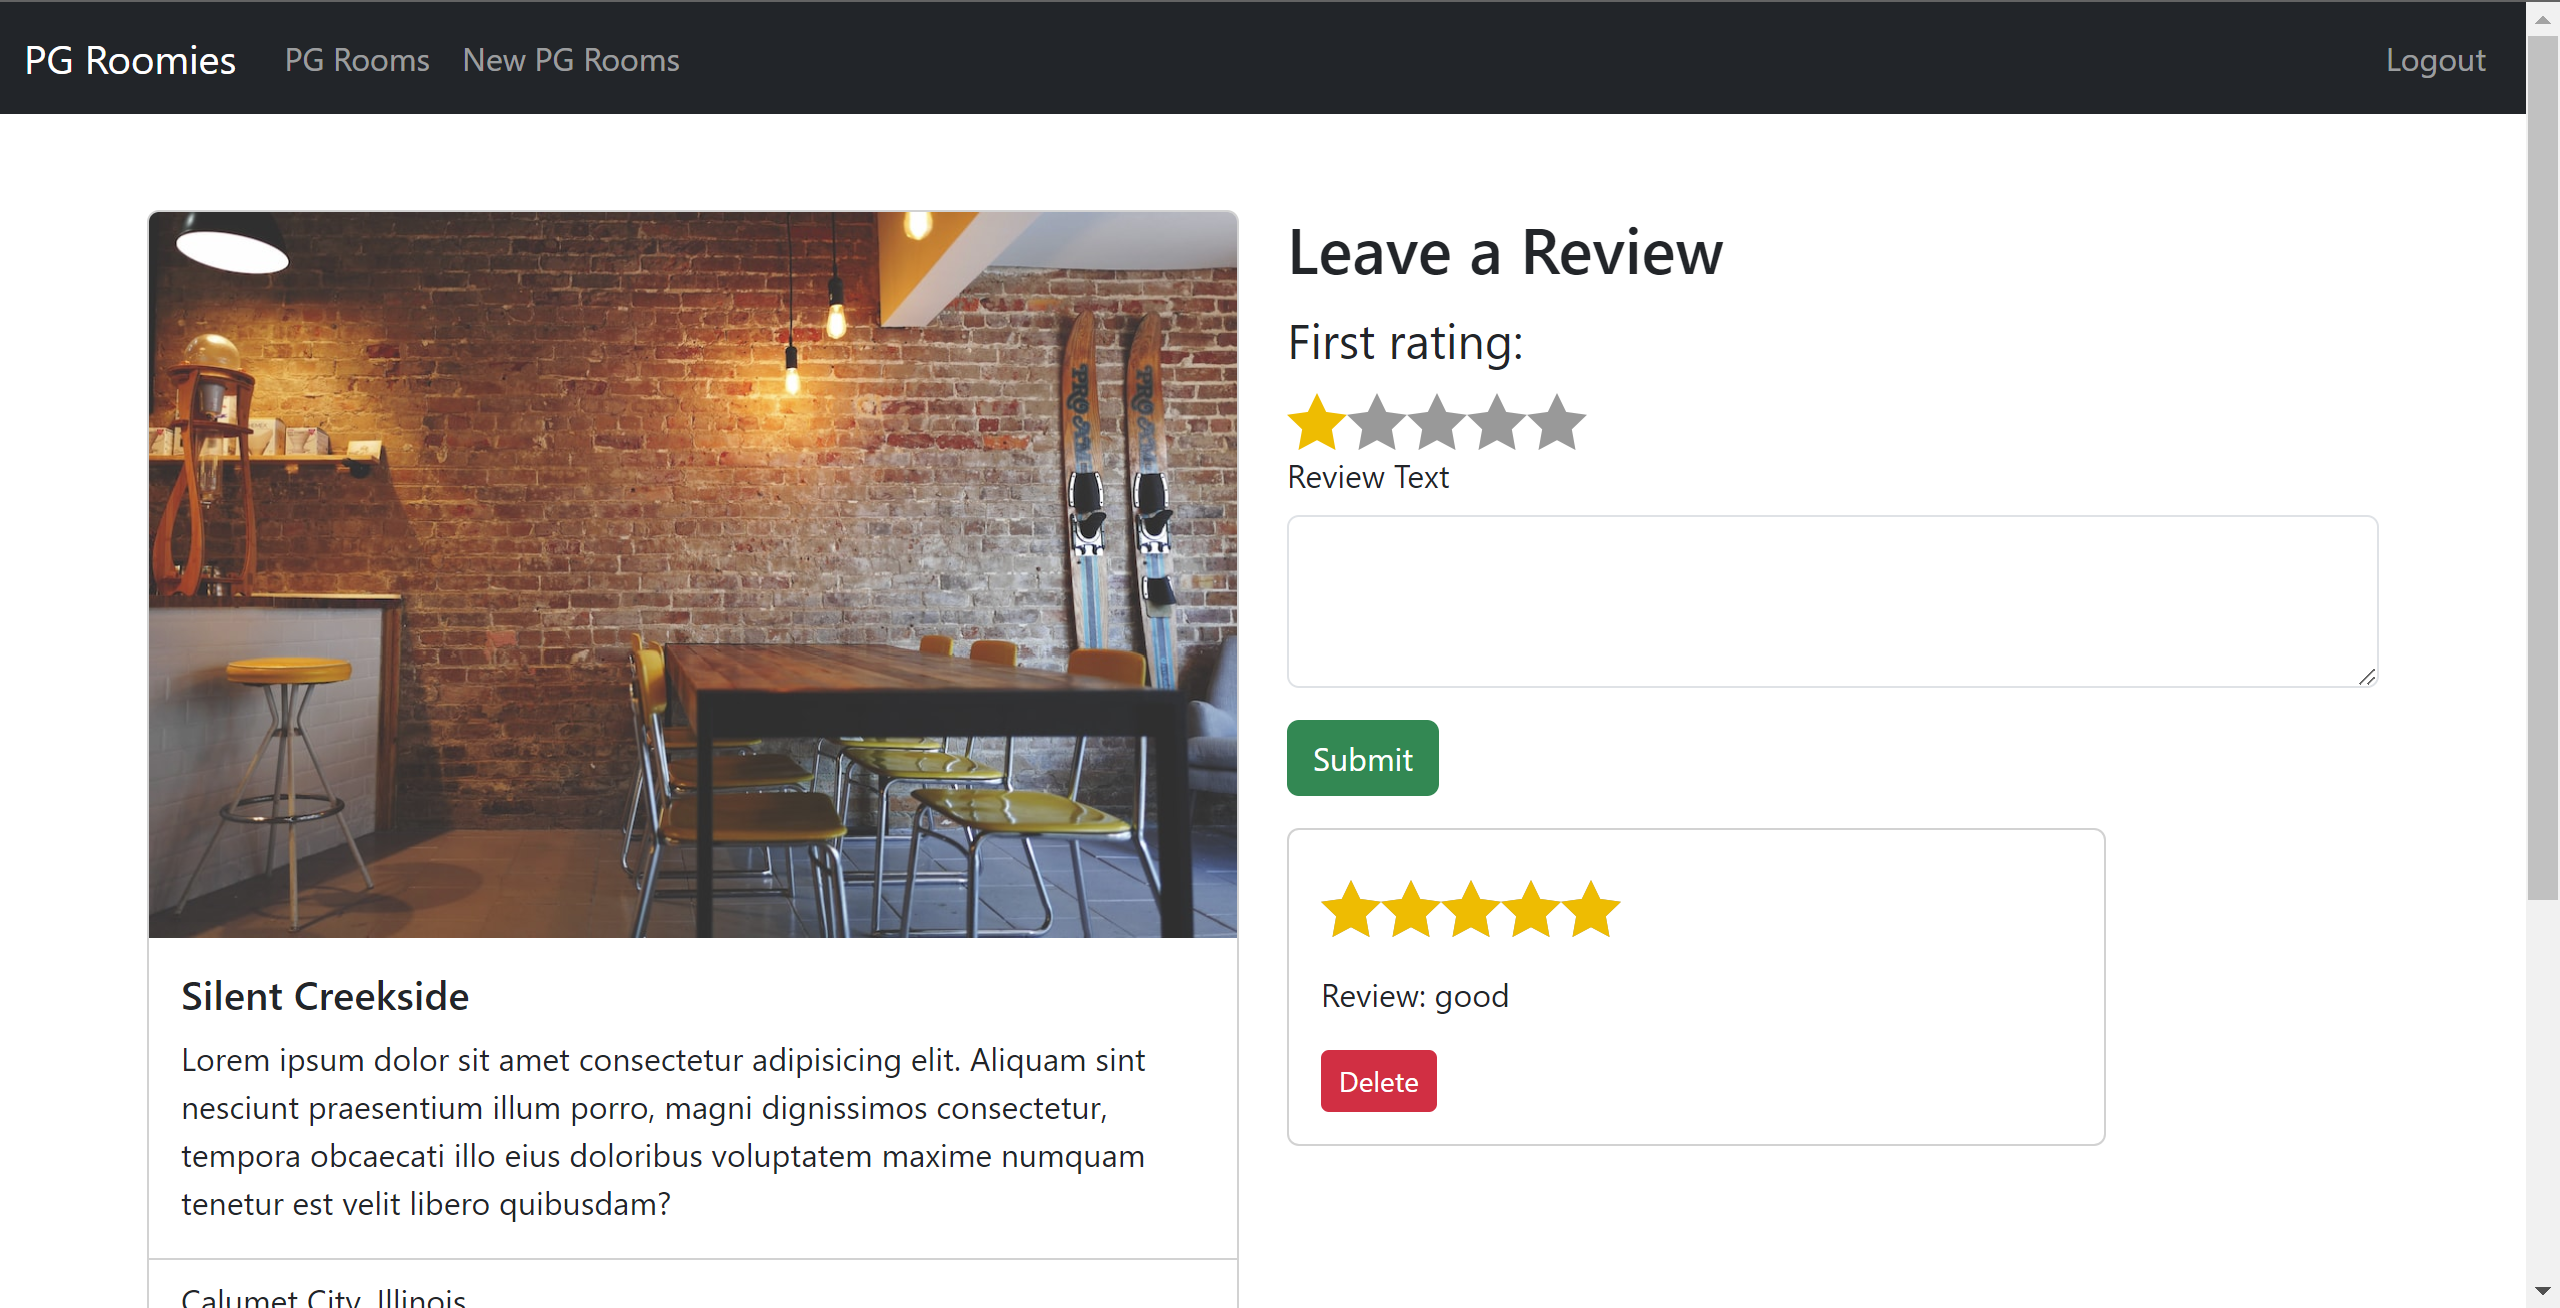 PG Roomies PG Rooms New PG Rooms Logout
Leave a Review
First rating:
Review Text
Submit
Review: good
Delete
Silent Creekside
Lorem ipsum dolor sit amet consectetur adipisicing elit. Aliquam sint
nesciunt praesentium illum porro, magni dignissimos consectetur,
tempora obcaecati illo eius doloribus voluptatem maxime numquam
tenetur est velit libero quibusdam?
Calumet City, Illinois